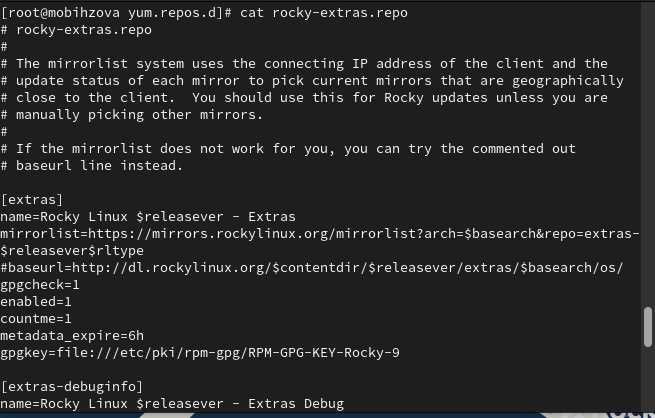 [root@mobihzova yum.repos.d]# cat rocky-extras.repo
# rocky-extras.repo
#
# The mirrorlist system uses the connecting IP address of the client and the
# update status of each mirror to pick current mirrors that are geographically
# close to the client.  You should use this for Rocky updates unless you are
# manually picking other mirrors.
#
# If the mirrorlist does not work for you, you can try the commented out
# baseurl line instead.

[extras]
name=Rocky Linux $releasever - Extras
mirrorlist=https://mirrors.rockylinux.org/mirrorlist?arch=$basearch&repo=extras-
$releasever$rltype
#baseurl=http://dl.rockylinux.org/$contentdir/$releasever/extras/$basearch/os/
gpgcheck=1
enabled=1
countme=1
metadata_expire=6h
gpgkey=file:///etc/pki/rpm-gpg/RPM-GPG-KEY-Rocky-9

[extras-debuginfo]
name=Rocky Linux $releasever - Extras Debug